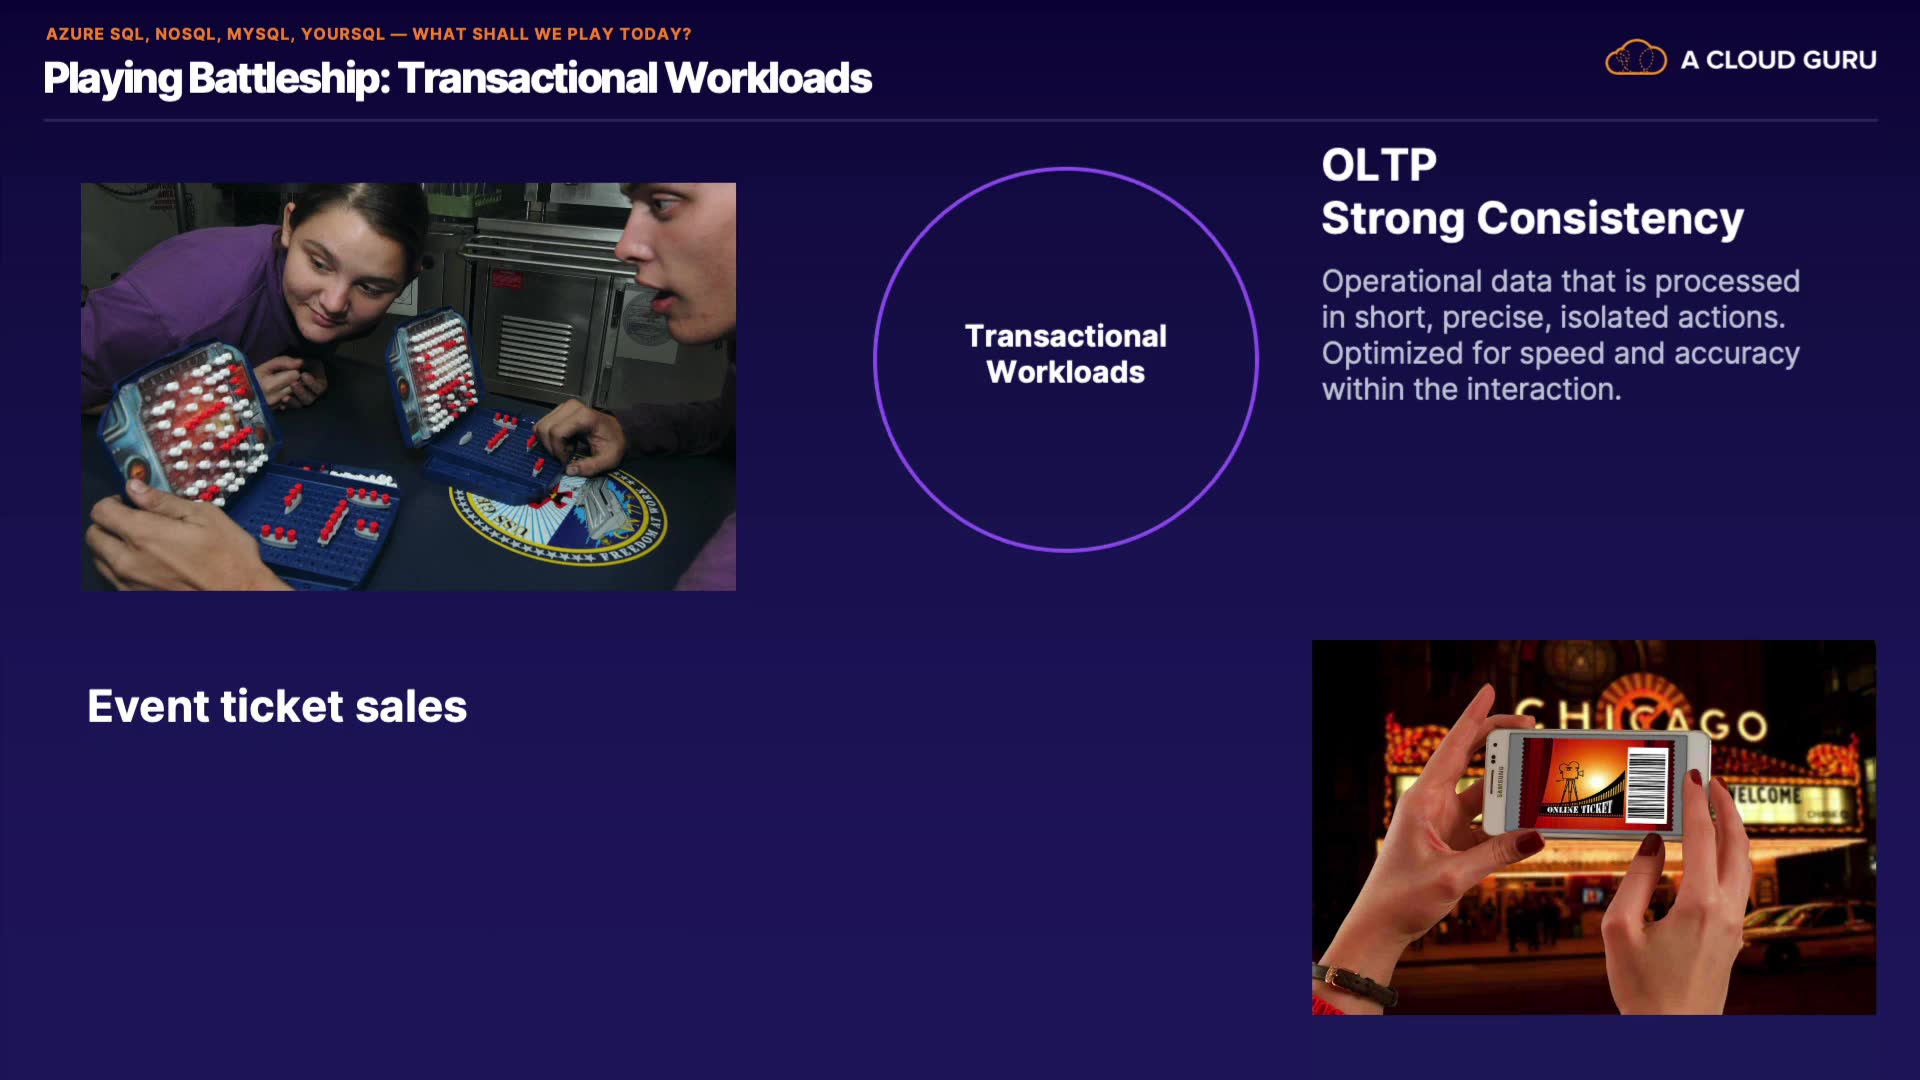 AZURE SQL, NOSQL, MYSQL, YOURSQL — WHAT SHALL WE PLAY TODAY?
Playing Battleship: Transactional Workloads
A CLOUD GURU
OLTP
Strong Consistency
Operational data that is processed
in short, precise, isolated actions.
Optimized for speed and accuracy
within the interaction.
Transactional
Workloads
USS
FREEDOM AT WORK
Event ticket sales
CHICAGO
SAMSUNG
ONLINE TICKET
WELCOME